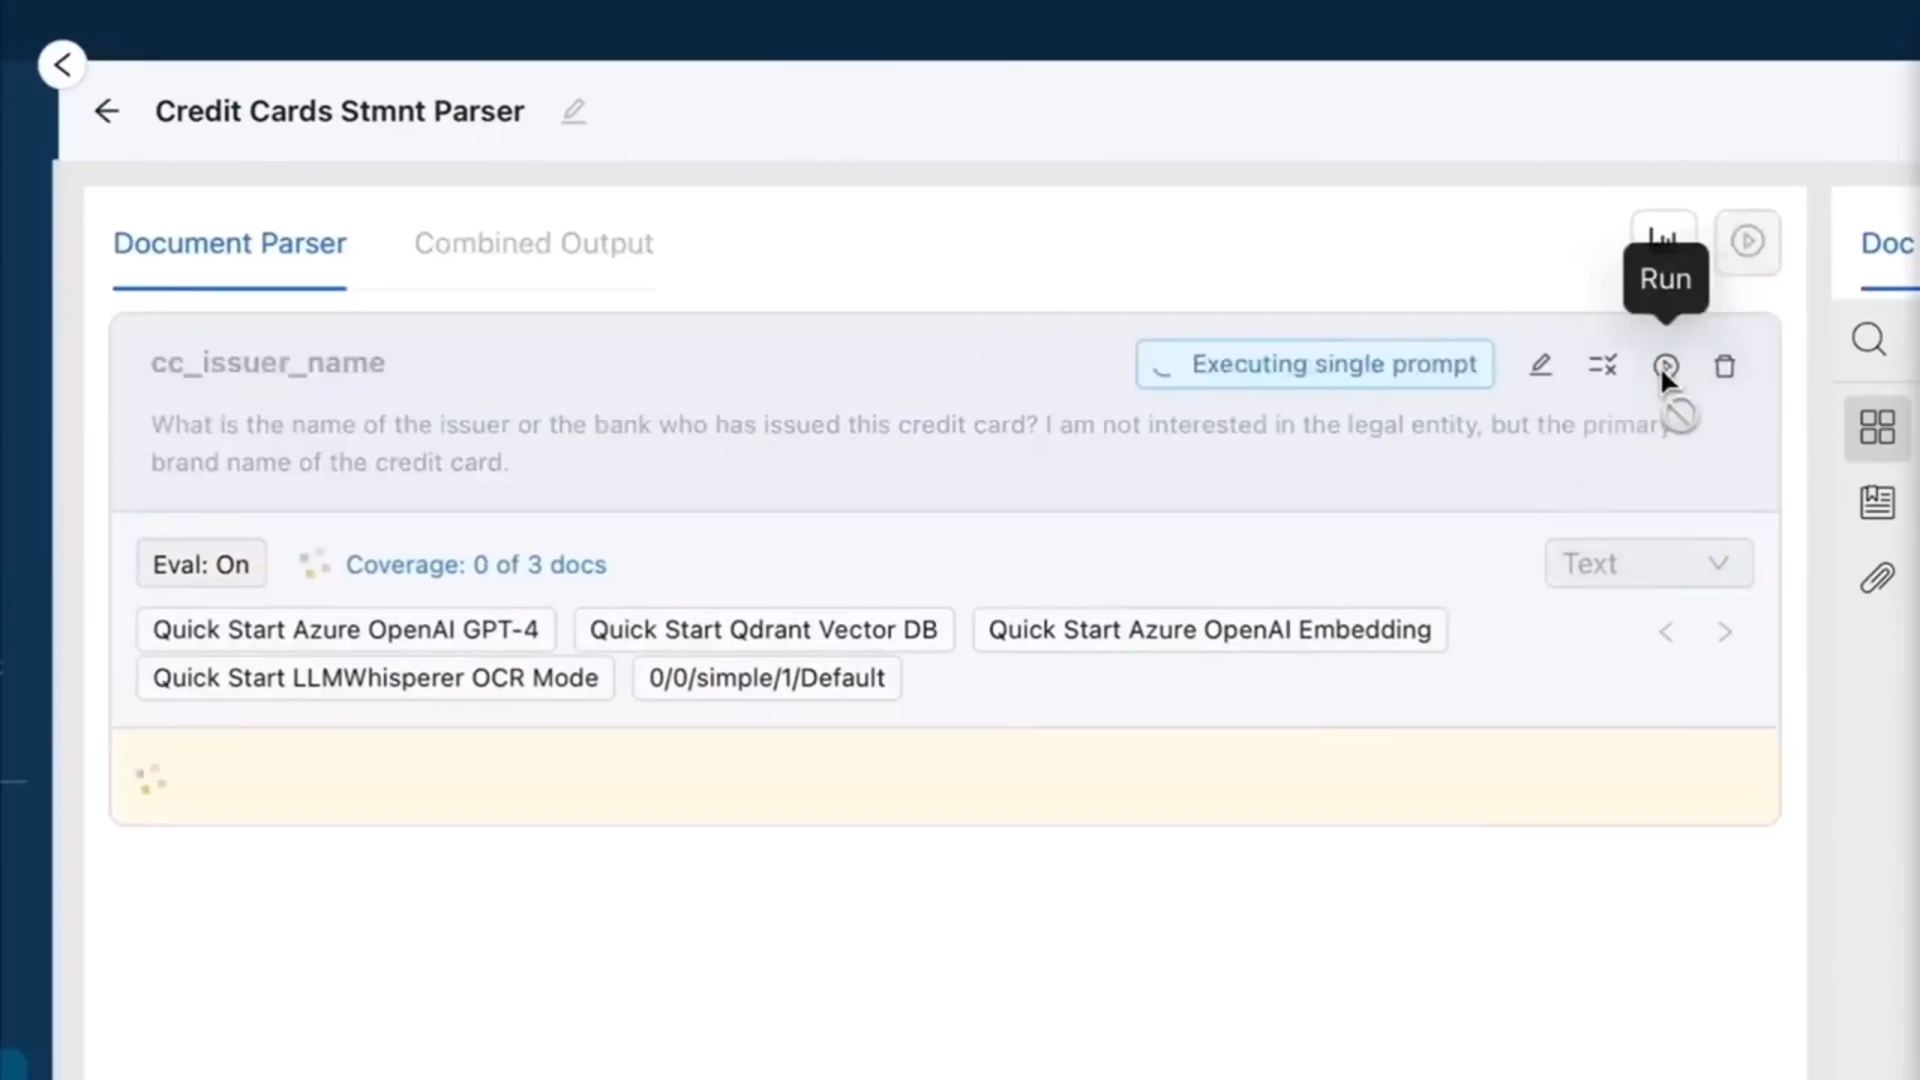 Credit Cards Stmnt Parser
Document Parser
Combined Output
Doc
Run
cc_issuer_name
Executing single prompt
What is the name of the issuer or the bank who has issued this credit card? I am not interested in the legal entity, but the primary
brand name of the credit card.
Eval: On
Coverage: 0 of 3 docs
Text
Quick Start Azure OpenAI GPT-4
Quick Start Qdrant Vector DB
Quick Start Azure OpenAI Embedding
Quick Start LLMWhisperer OCR Mode
0/0/simple/1/Default